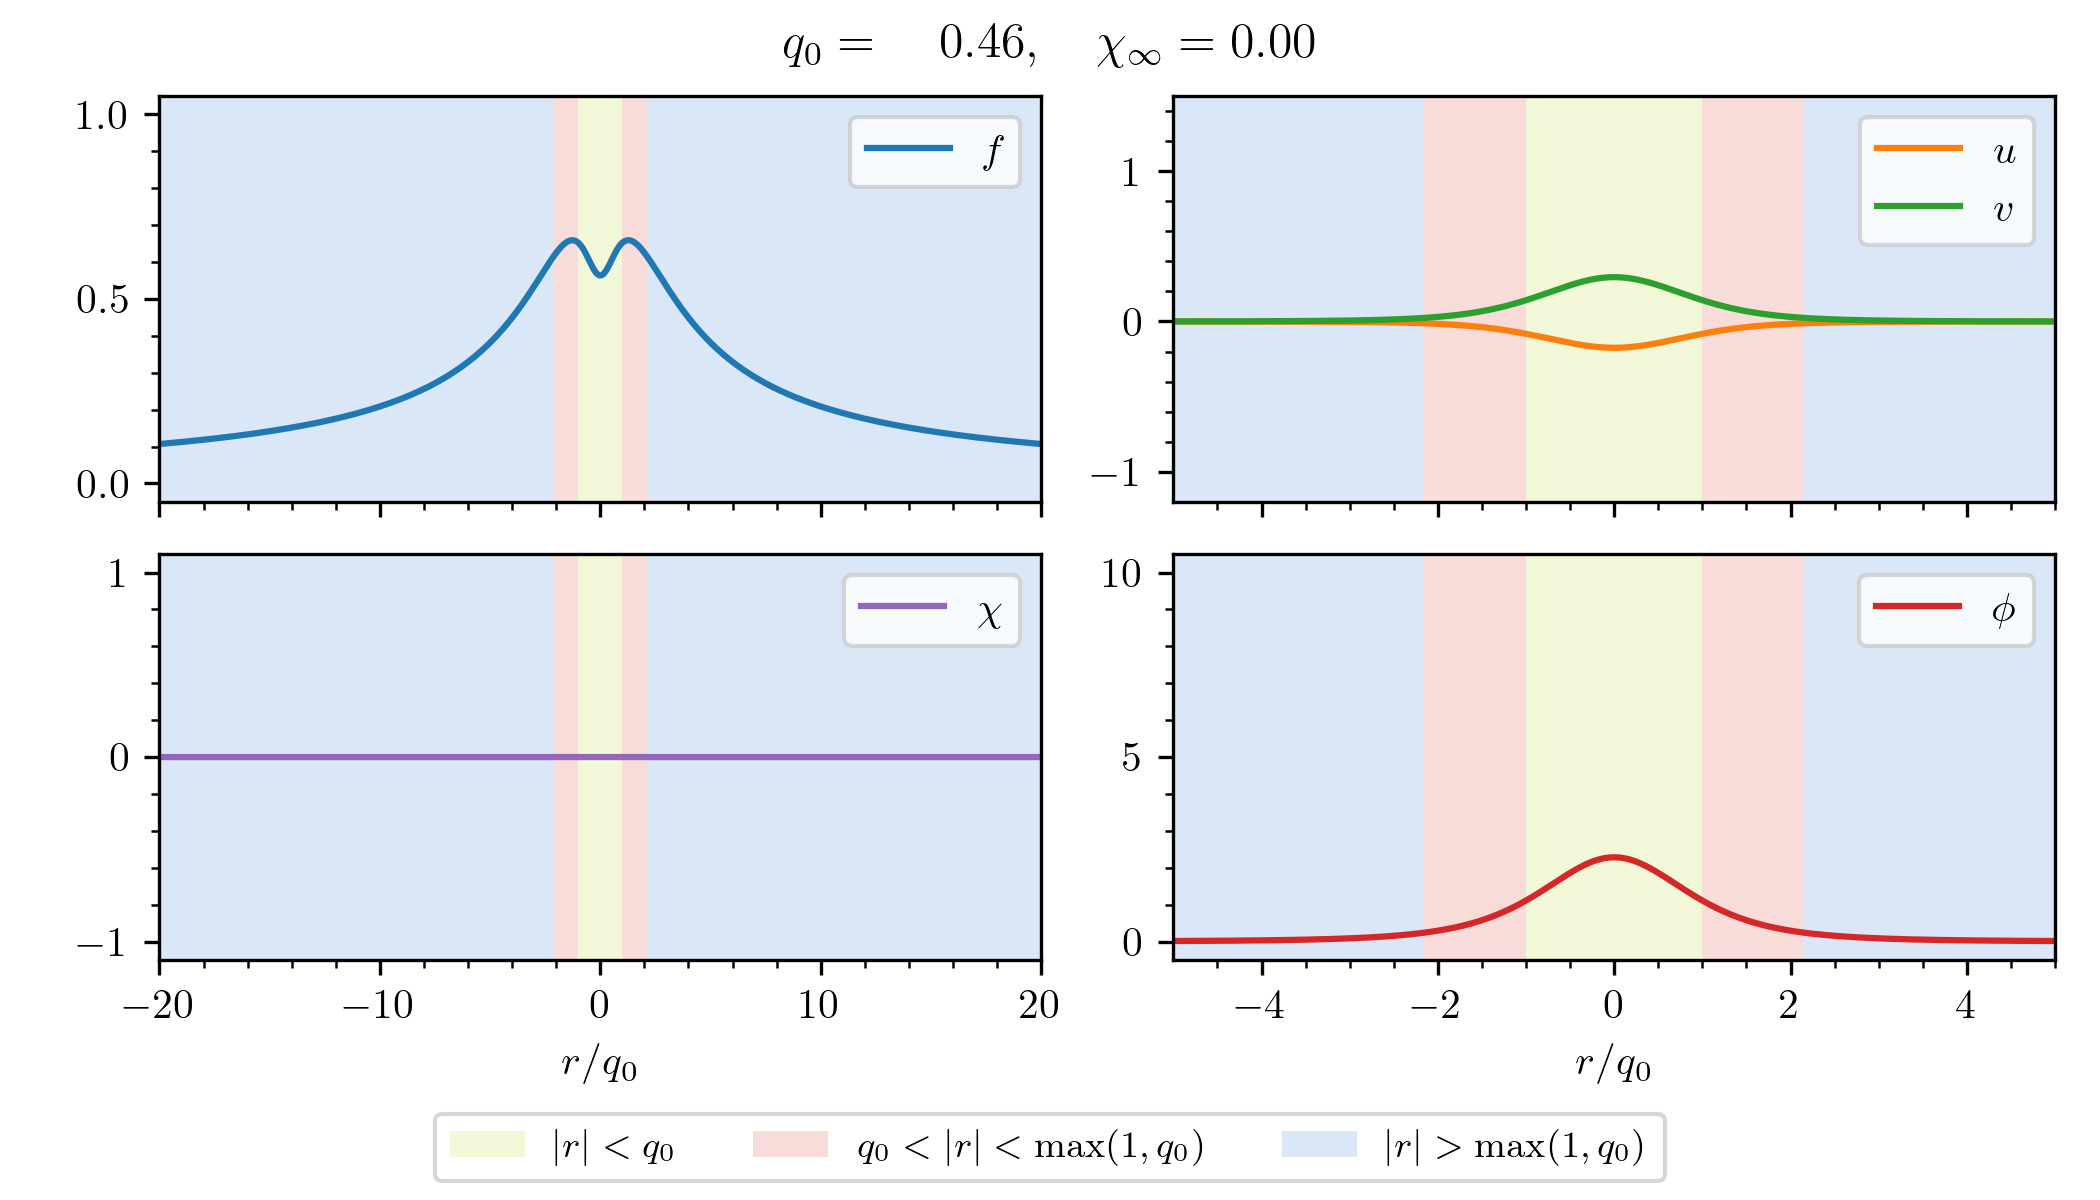 q₀ = 0.46, χ∞ = 0.00
1.0
0.5
0.0
f
1
0
−1
u
v
1
0
−1
χ
−20 −10 0 10 20
r/q₀
10
5
0
ϕ
−4 −2 0 2 4
r/q₀
|r| < q₀ q₀ < |r| < max(1, q₀) |r| > max(1, q₀)